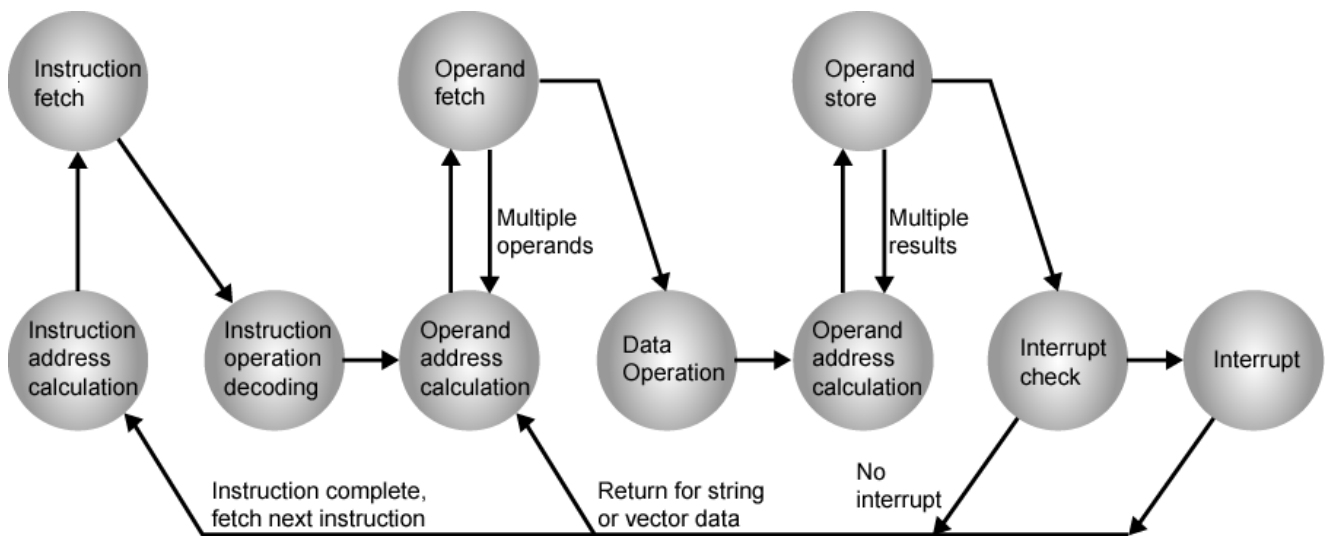 Instruction
fetch
Operand
fetch
Operand
store
Multiple
operands
Multiple
results
Instruction
address
calculation
Instruction
operation
decoding
Operand
address
calculation
Data
Operation
Operand
address
calculation
Interrupt
check
Interrupt
Instruction complete,
fetch next instruction
Return for string
or vector data
No
interrupt